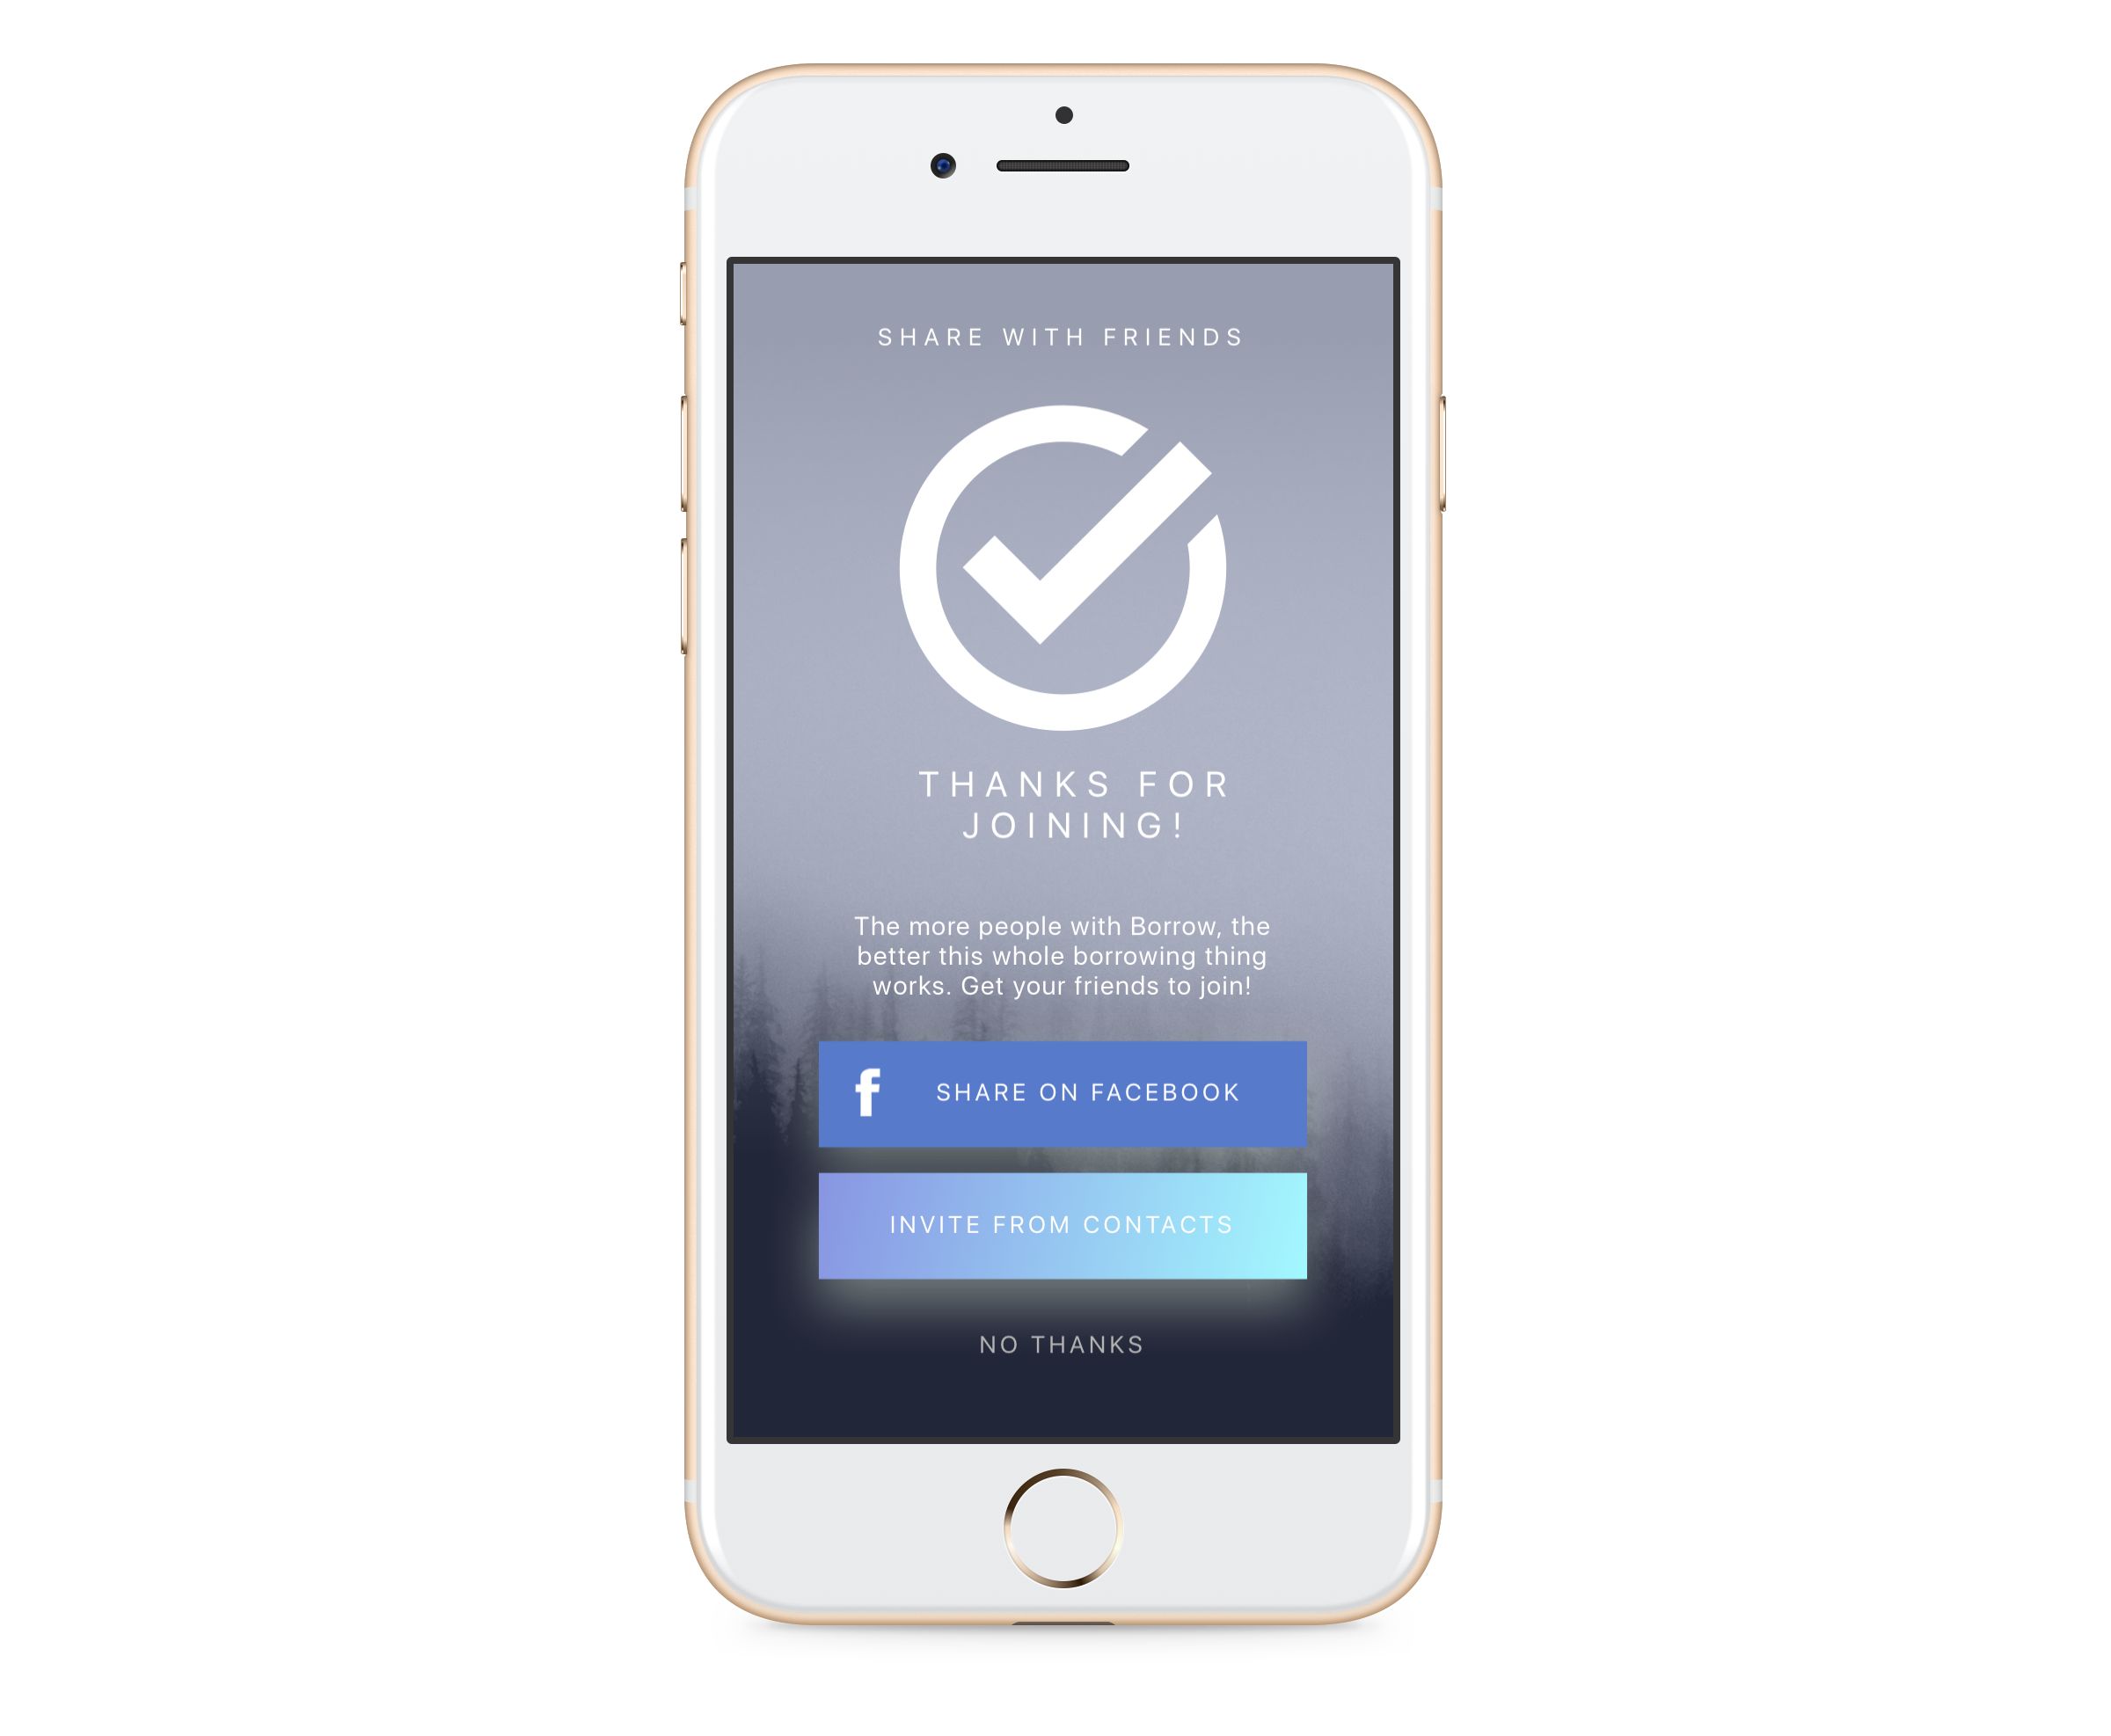 SHARE WITH FRIENDS
THANKS FOR
JOINING!
The more people with Borrow, the
better this whole borrowing thing
works. Get your friends to join!
f
SHARE ON FACEBOOK
INVITE FROM CONTACTS
NO THANKS